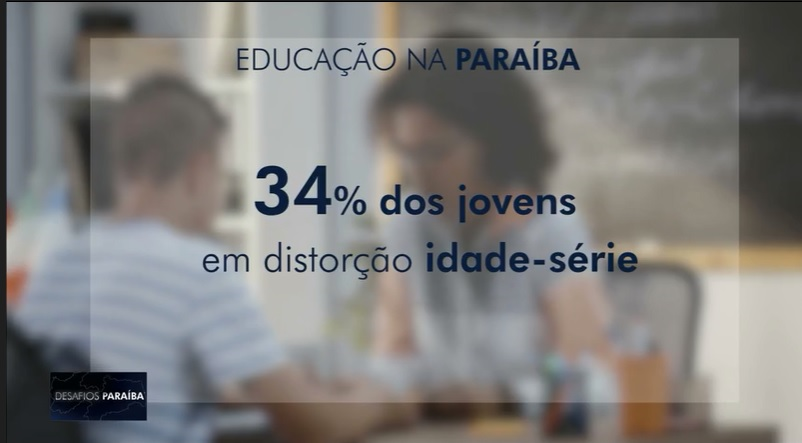 EDUCAÇÃO NA PARAÍBA
34% dos jovens
em distorção idade-série
DESAFIOS PARAÍBA